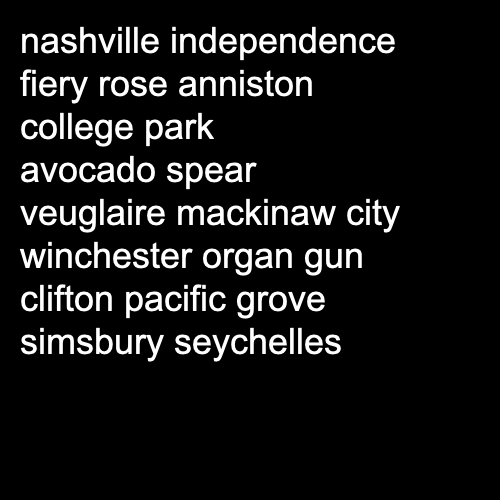 nashville independence
fiery rose anniston
college park
avocado spear
veuglaire mackinaw city
winchester organ gun
clifton pacific grove
simsbury seychelles